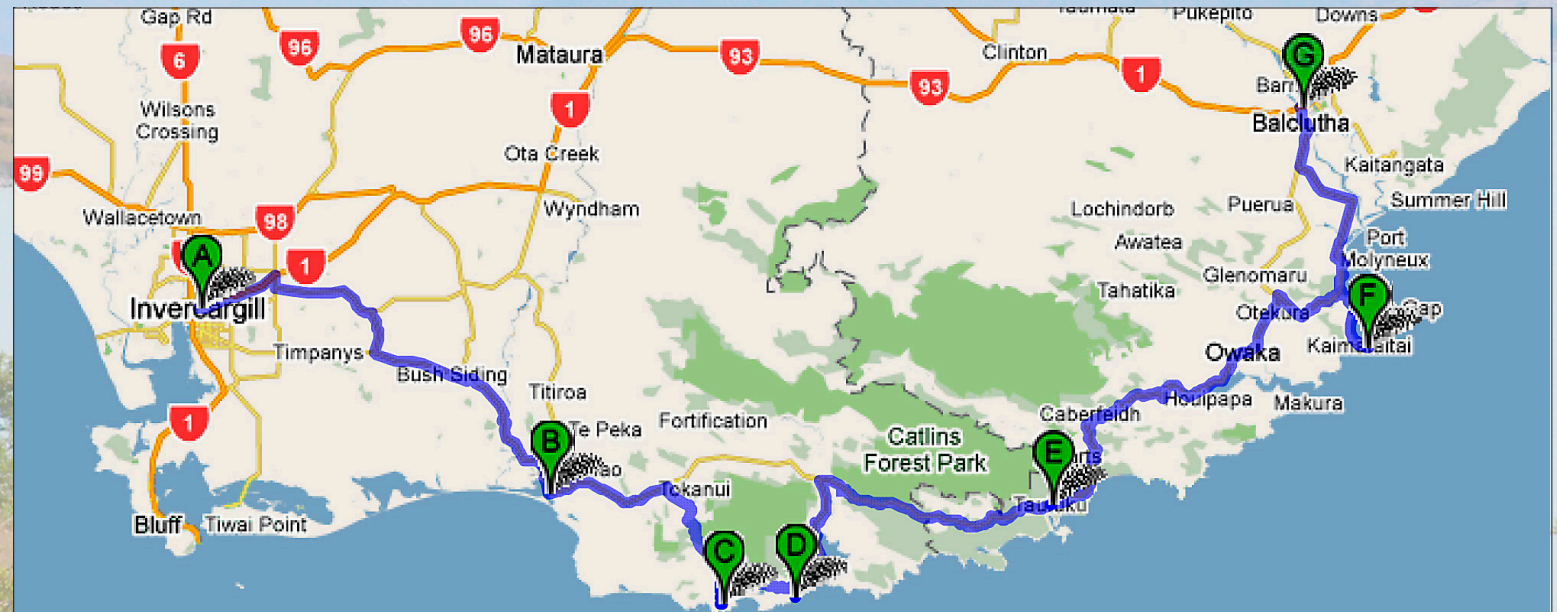 Gap Rd
Pukepito
Downs
96
6
96
Mataura
93
Clinton
1
93
G
Wilsons
Crossing
1
Balclutha
Ota Creek
Kaitangata
99
Wyndham
Lochindorb
Puerua
Summer Hill
Wallacetown
98
Awatea
Port
Molyneux
A
1
Glenomaru
Tahatika
F
Invercargill
Otekura
Gap
Timpanys
Owaka
Kaimataitai
Bush Siding
Titiroa
Houipapa
Makura
1
Fortification
Caberfeidh
B
Te Peka
Catlins
Forest Park
E
Tokanui
Bluff
Tiwai Point
C
D